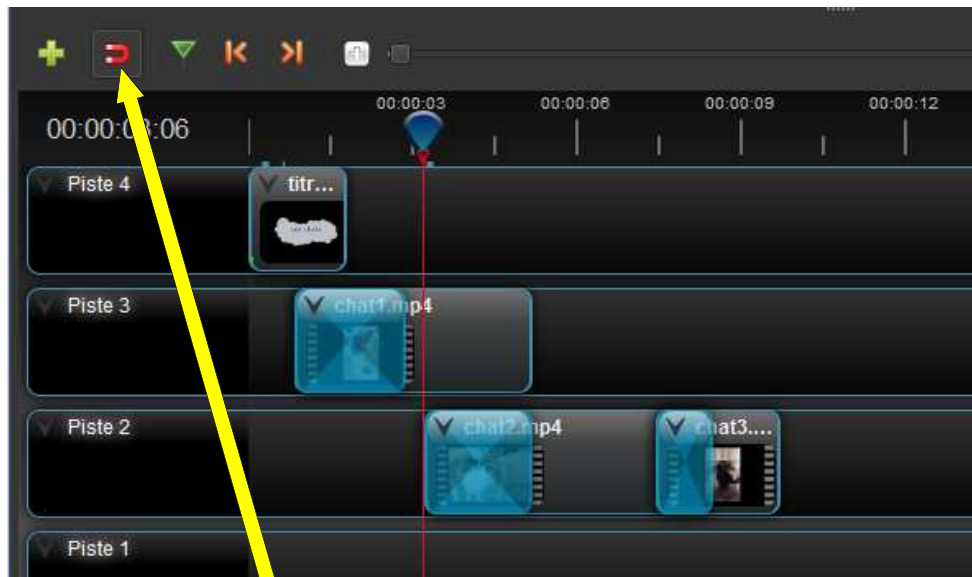 00:00:03 00:00:06 00:00:09 00:00:12
Piste 4 titr...
Piste 3 chat1.mp4
Piste 2 chat2.mp4 chat3....
Piste 1